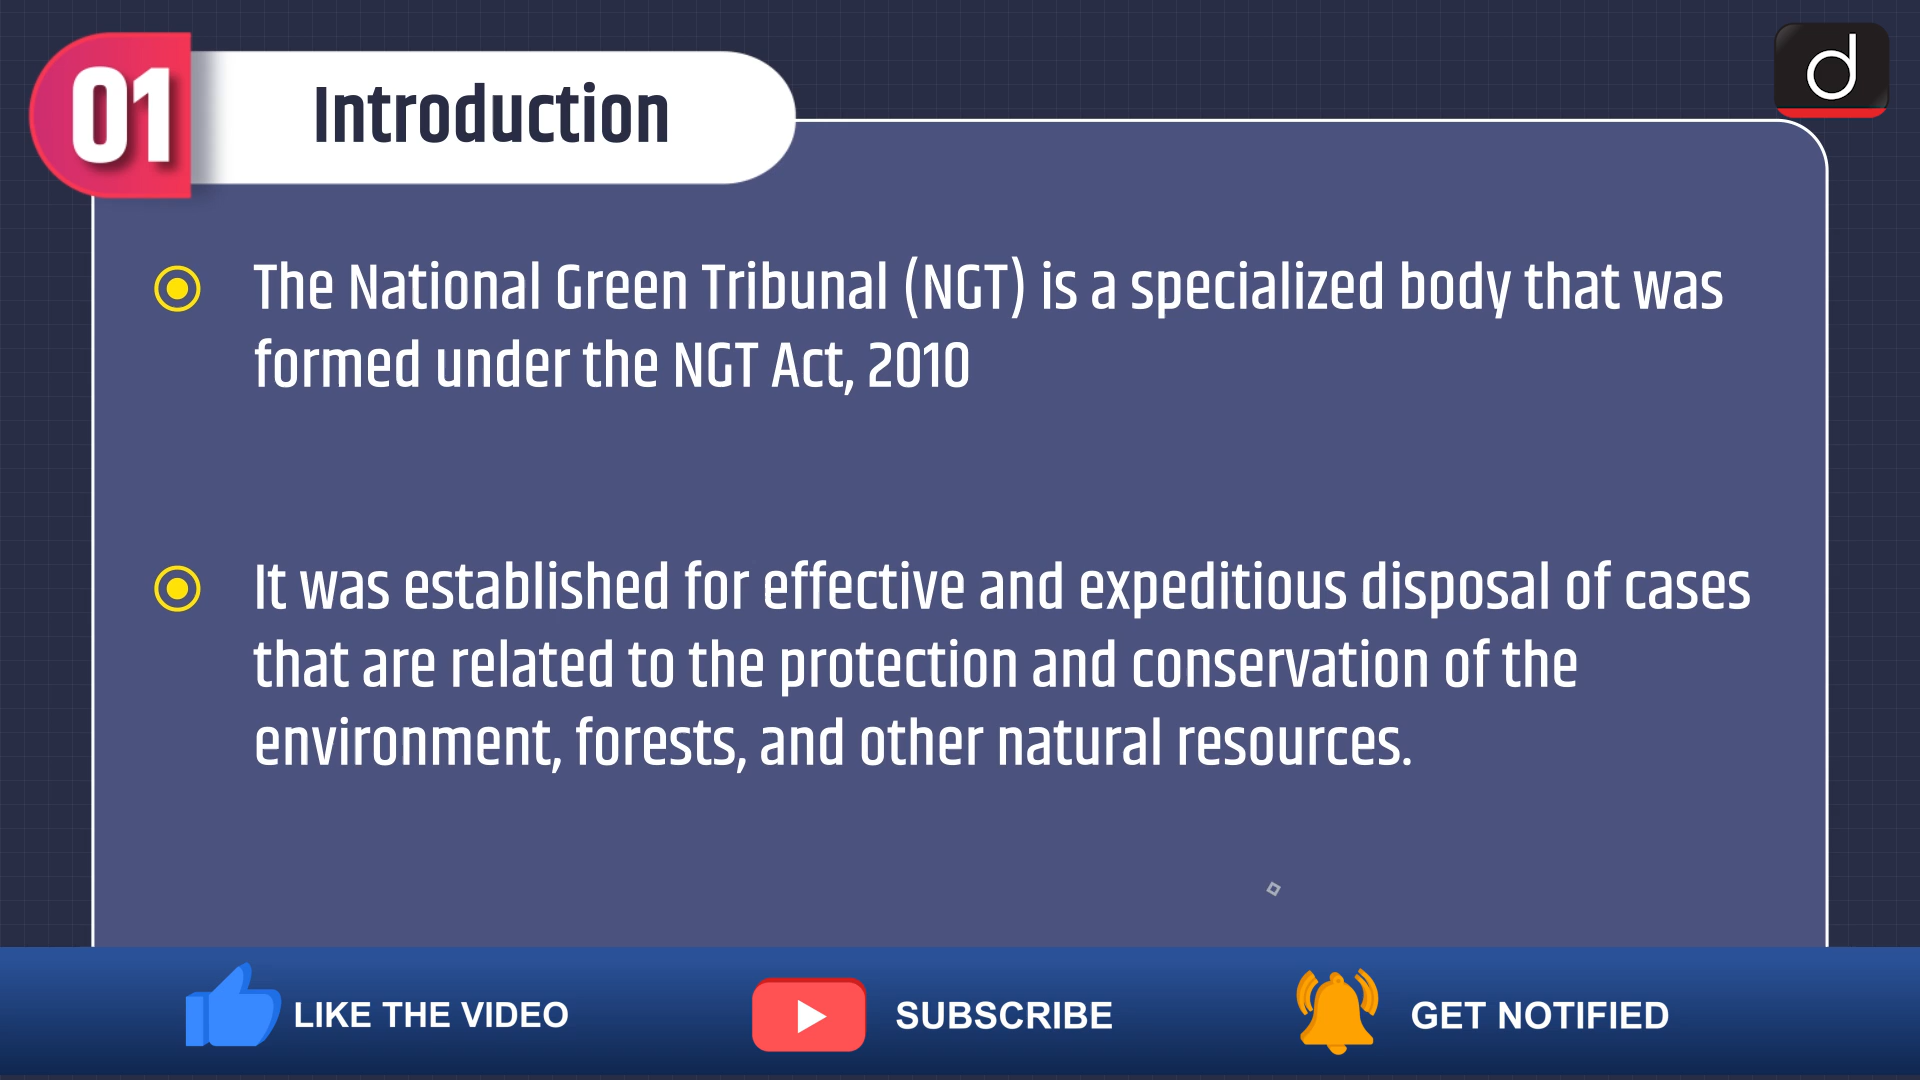 01
Introduction
d
The National Green Tribunal (NGT) is a specialized body that was
formed under the NGT Act, 2010
It was established for effective and expeditious disposal of cases
that are related to the protection and conservation of the
environment, forests, and other natural resources.
LIKE THE VIDEO
SUBSCRIBE
GET NOTIFIED